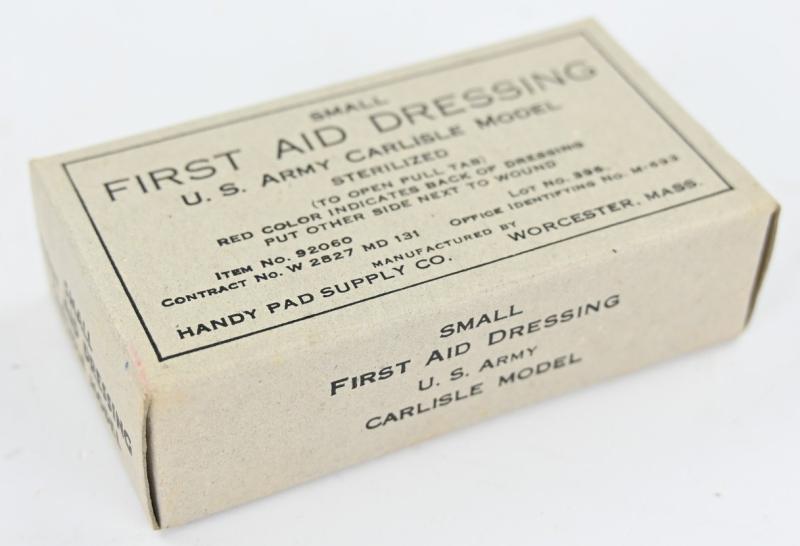 SMALL
FIRST AID DRESSING
U. S. ARMY CARLISLE MODEL
STERILIZED
(TO OPEN PULL TAB)
RED COLOR INDICATES BACK OF DRESSING
PUT OTHER SIDE NEXT TO WOUND
ITEM No. 92060 LOT No. 396.
CONTRACT No. W 2827 MD 131 OFFICE IDENTIFYING No. M-693
MANUFACTURED BY
HANDY PAD SUPPLY CO. WORCESTER, MASS.
SMALL
FIRST AID DRESSING
U. S. ARMY
CARLISLE MODEL
SMALL
DRESSING